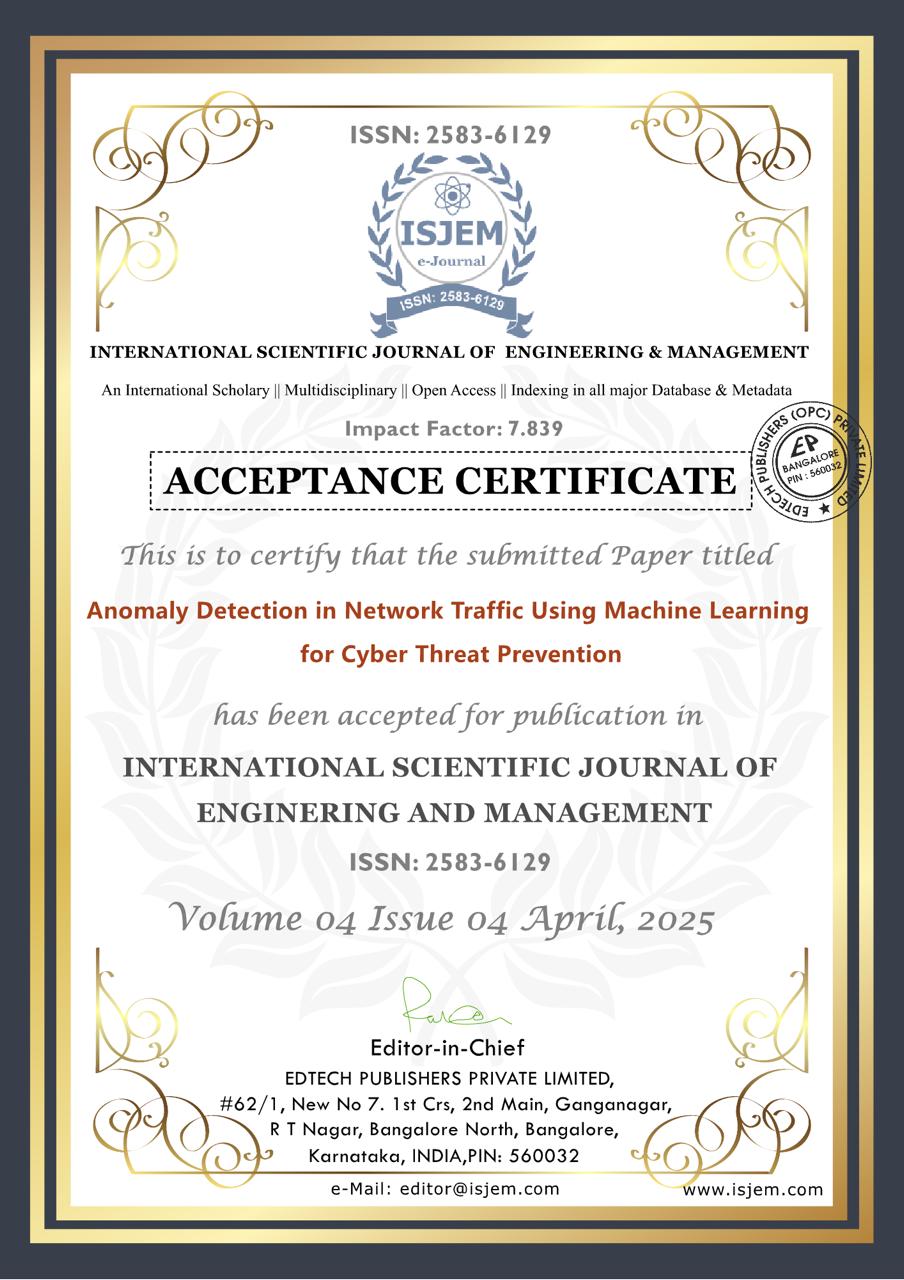 ISSN: 2583-6129
ISJEM
e-Journal
ISSN: 2583-6129
INTERNATIONAL SCIENTIFIC JOURNAL OF ENGINEERING & MANAGEMENT
An International Scholary || Multidisciplinary || Open Access || Indexing in all major Database & Metadata
Impact Factor: 7.839
ACCEPTANCE CERTIFICATE
EDTECH PUBLISHERS (OPC) PRIVATE LIMITED
EP
BANGALORE
PIN : 560032
This is to certify that the submitted Paper titled
Anomaly Detection in Network Traffic Using Machine Learning
for Cyber Threat Prevention
has been accepted for publication in
INTERNATIONAL SCIENTIFIC JOURNAL OF
ENGINERING AND MANAGEMENT
ISSN: 2583-6129
Volume 04 Issue 04 April, 2025
Editor-in-Chief
EDTECH PUBLISHERS PRIVATE LIMITED,
#62/1, New No 7. 1st Crs, 2nd Main, Ganganagar,
R T Nagar, Bangalore North, Bangalore,
Karnataka, INDIA,PIN: 560032
e-Mail: editor@isjem.com
www.isjem.com